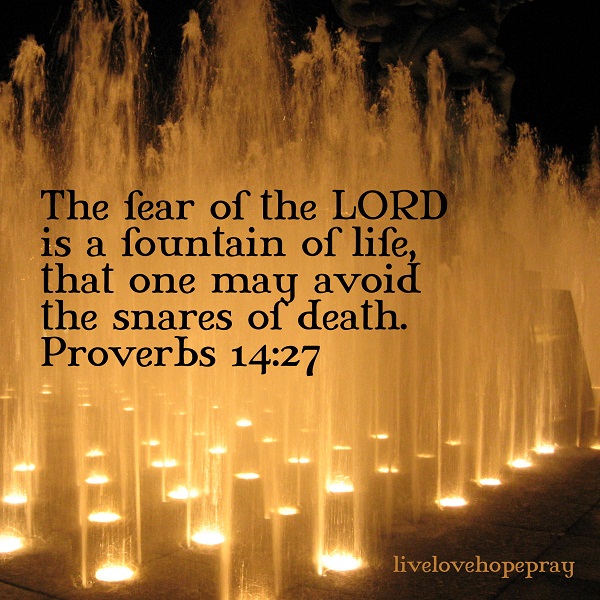 The fear of the LORD
is a fountain of life,
that one may avoid
the snares of death.
Proverbs 14:27
livelovehopepray